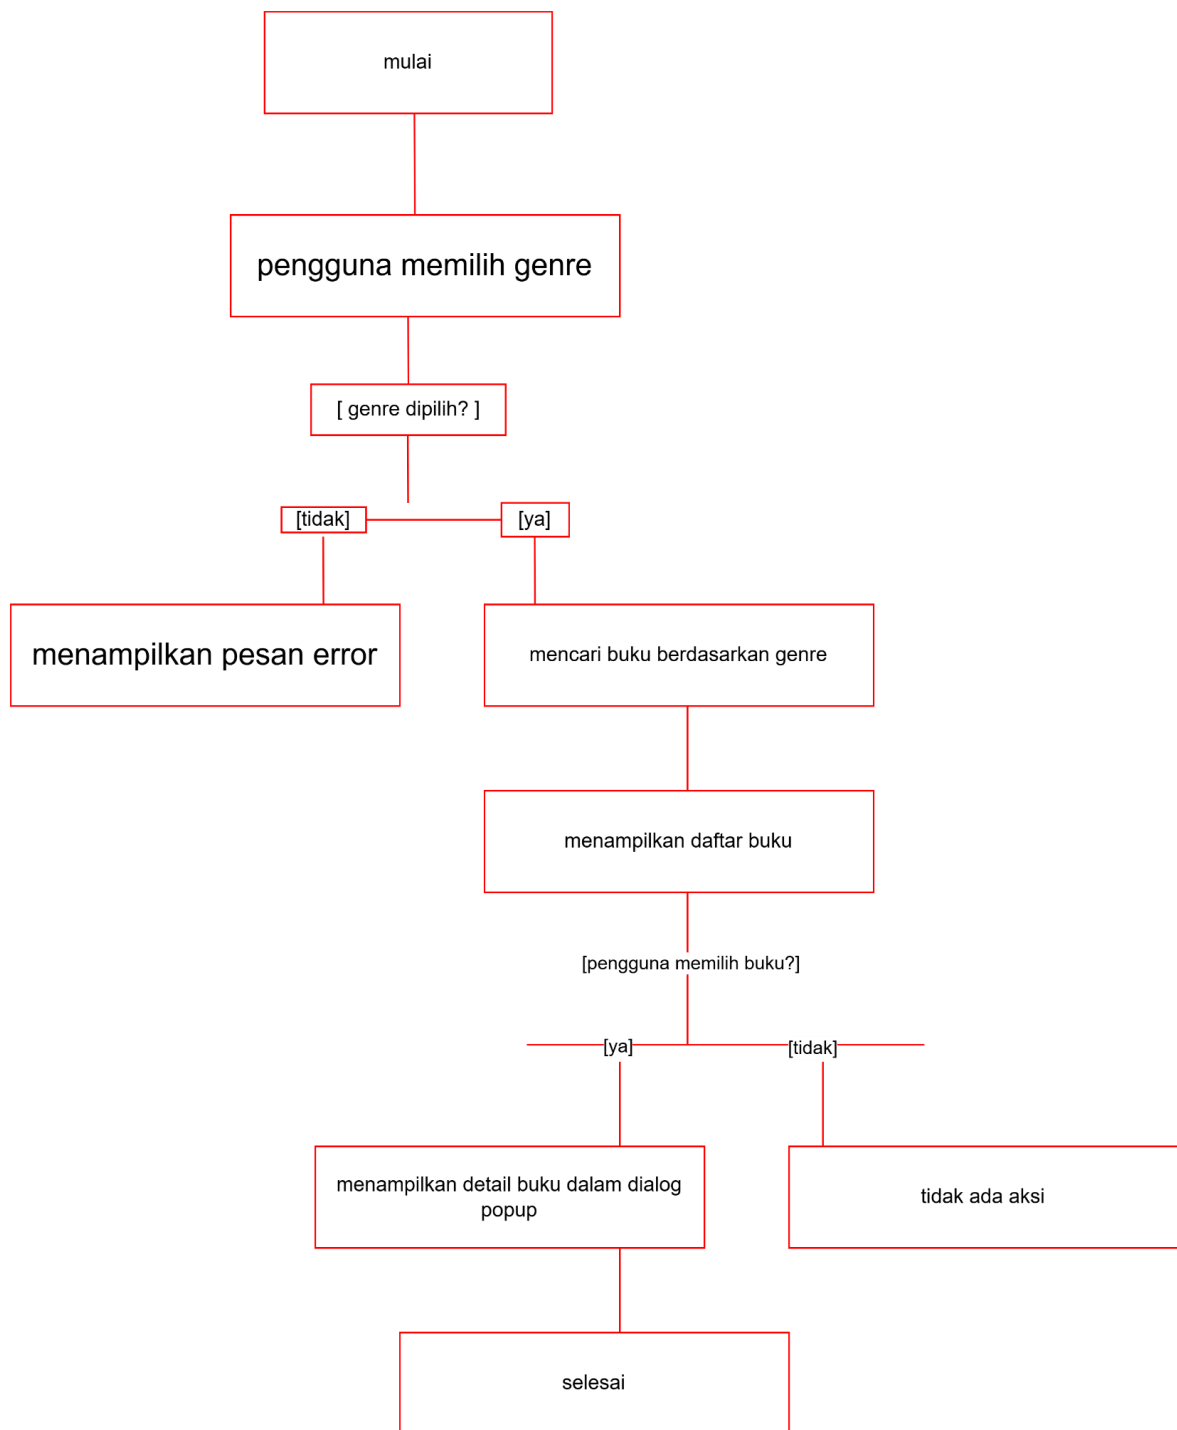 mulai
pengguna memilih genre
[ genre dipilih? ]
[tidak]
[ya]
menampilkan pesan error
mencari buku berdasarkan genre
menampilkan daftar buku
[pengguna memilih buku?]
[ya]
[tidak]
menampilkan detail buku dalam dialog
popup
tidak ada aksi
selesai